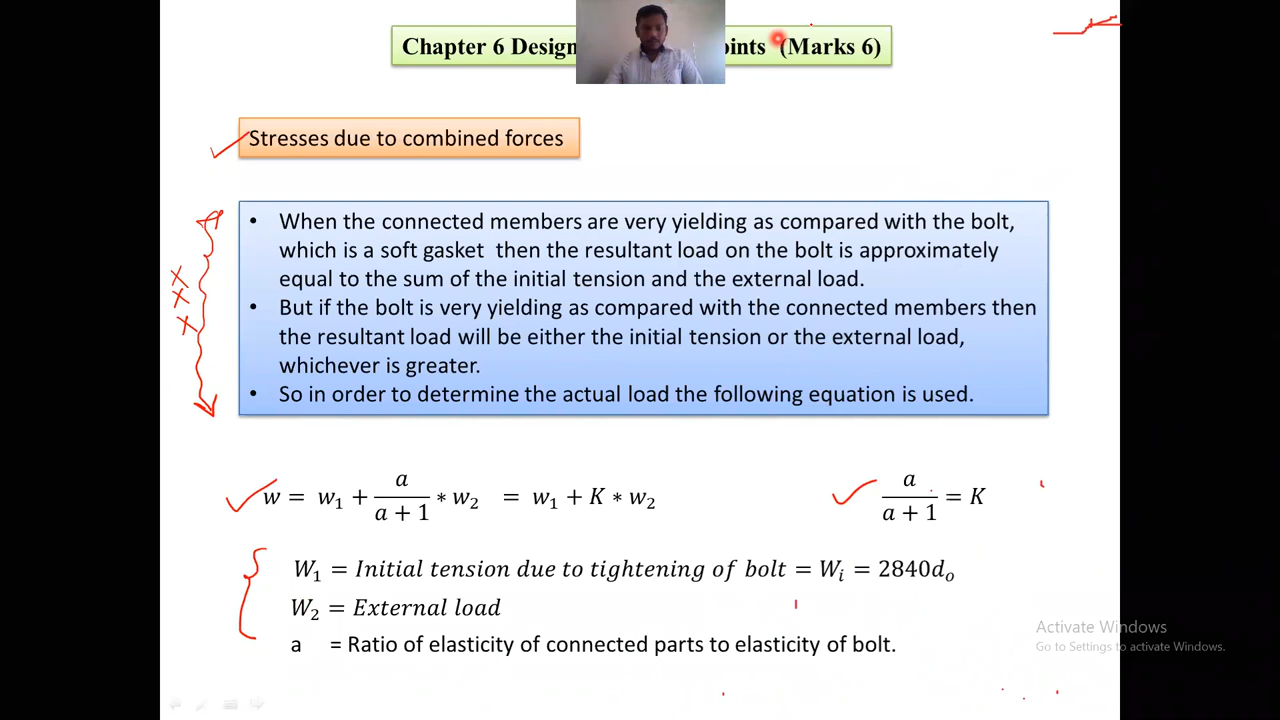 Chapter 6 Design oints (Marks 6)
Stresses due to combined forces
• When the connected members are very yielding as compared with the bolt,
which is a soft gasket then the resultant load on the bolt is approximately
equal to the sum of the initial tension and the external load.
• But if the bolt is very yielding as compared with the connected members then
the resultant load will be either the initial tension or the external load,
whichever is greater.
• So in order to determine the actual load the following equation is used.
w = w₁ + a/(a + 1) * w₂ = w₁ + K * w₂
a/(a + 1) = K
W₁ = Initial tension due to tightening of bolt = Wᵢ = 2840dₒ
W₂ = External load
a = Ratio of elasticity of connected parts to elasticity of bolt.
Activate Windows
Go to Settings to activate Windows.